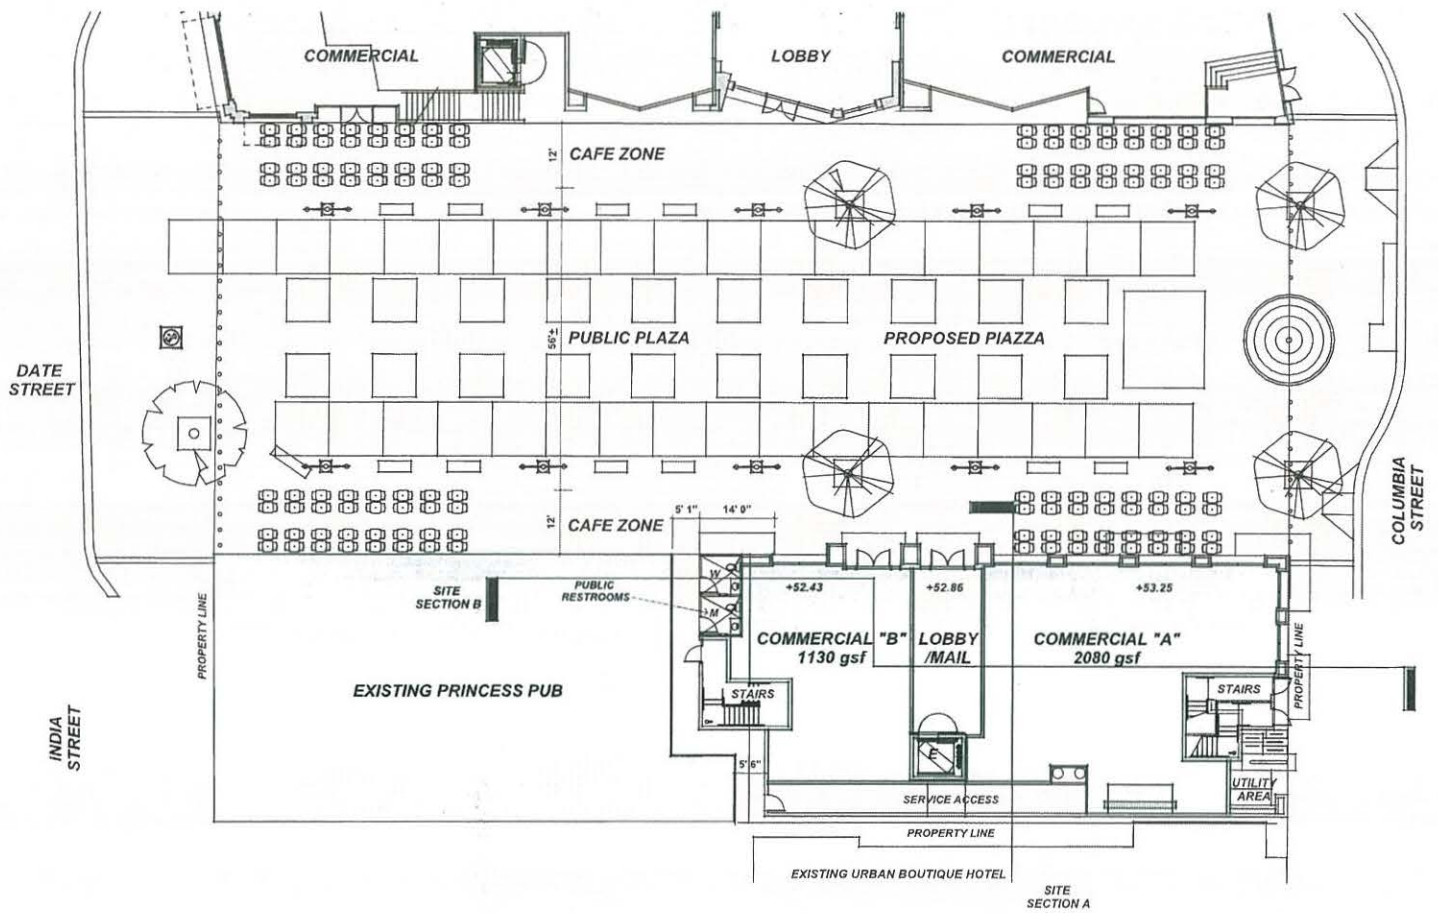 COMMERCIAL
LOBBY
COMMERCIAL
12'
CAFE ZONE
56'±
PUBLIC PLAZA
PROPOSED PIAZZA
DATE
STREET
COLUMBIA
STREET
12'
CAFE ZONE
5' 1"
14' 0"
PROPERTY LINE
SITE
SECTION B
PUBLIC
RESTROOMS
W
M
+52.43
+52.86
+53.25
COMMERCIAL "B"
1130 gsf
LOBBY
/MAIL
COMMERCIAL "A"
2080 gsf
PROPERTY LINE
EXISTING PRINCESS PUB
STAIRS
STAIRS
INDIA
STREET
E
5' 6"
UTILITY
AREA
SERVICE ACCESS
PROPERTY LINE
EXISTING URBAN BOUTIQUE HOTEL
SITE
SECTION A